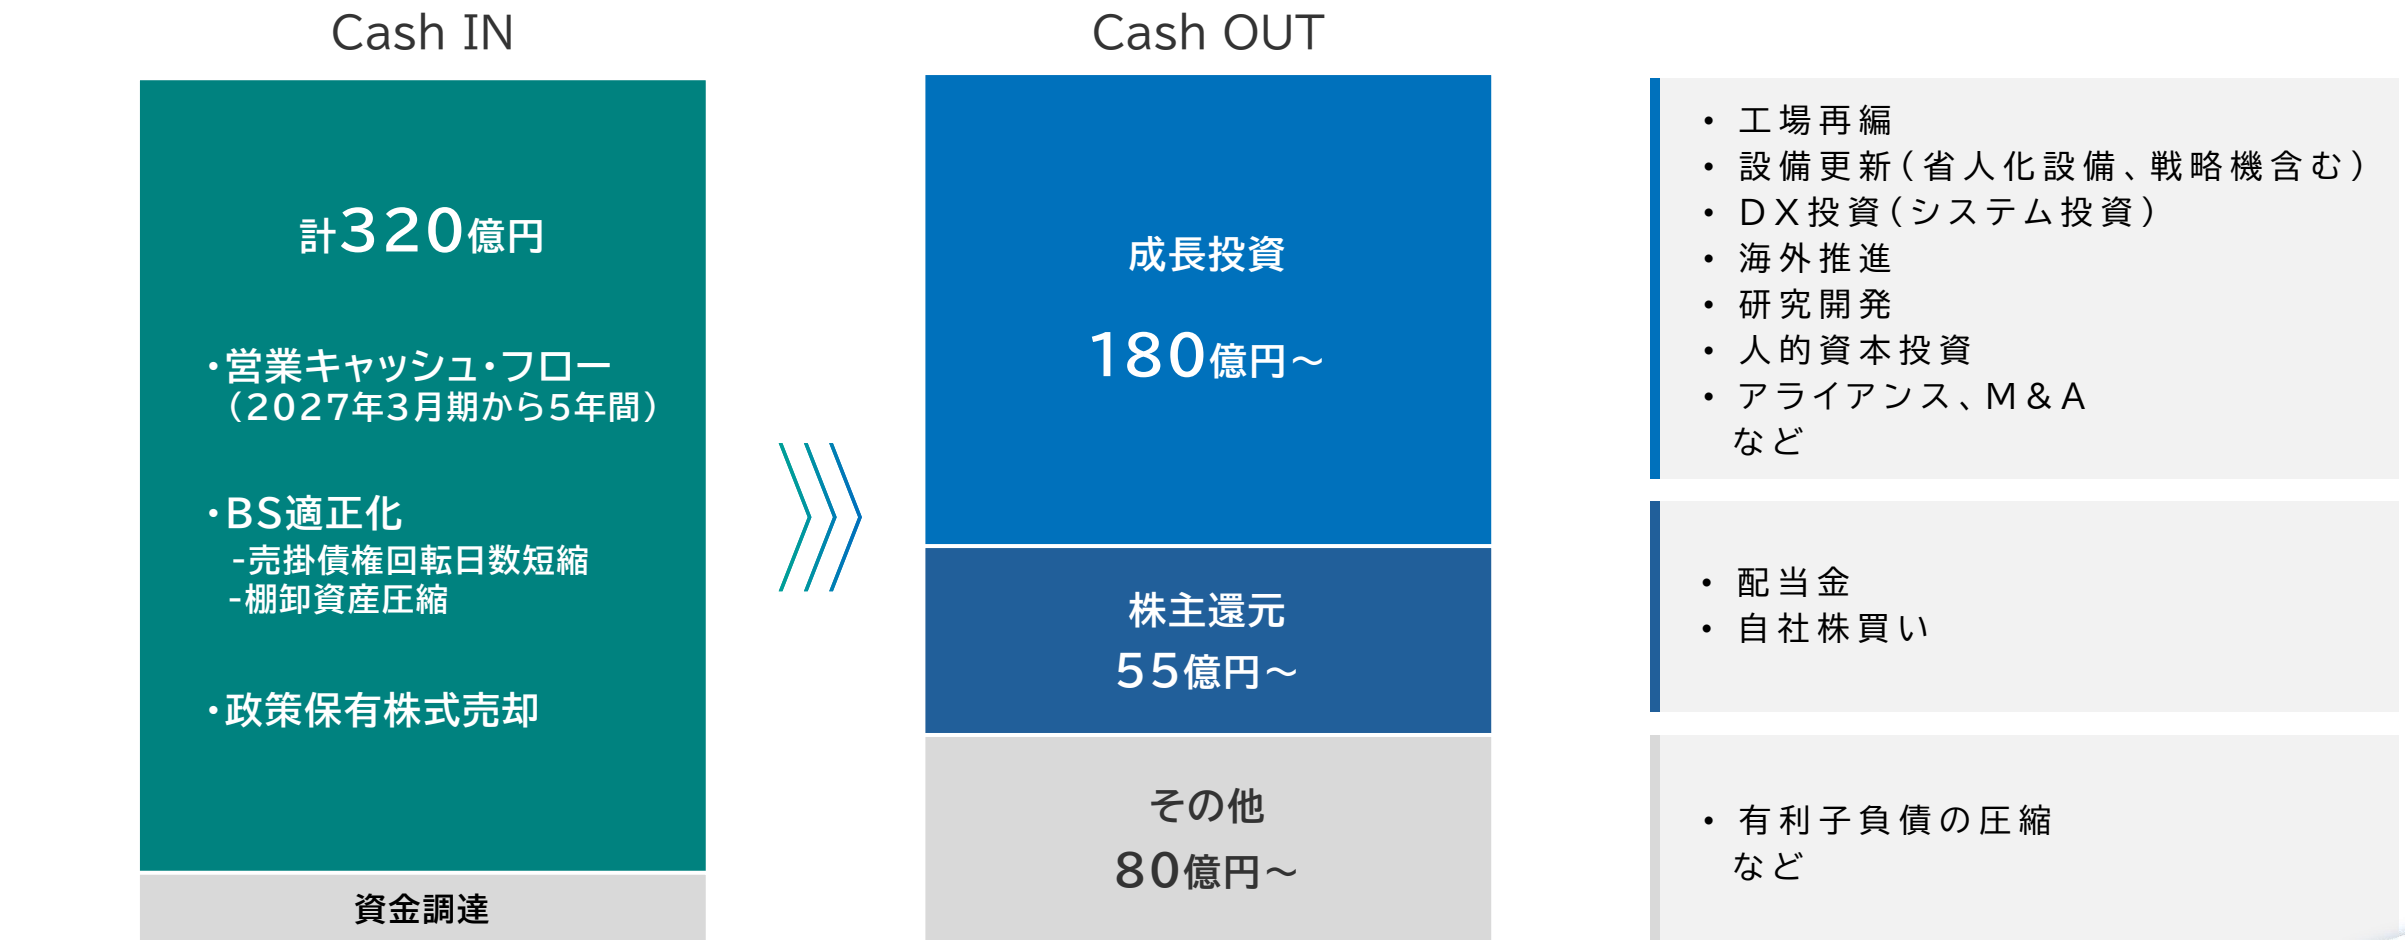 Cash IN
計320億円
・営業キャッシュ・フロー
（2027年3月期から5年間）
・BS適正化
-売掛債権回転日数短縮
-棚卸資産圧縮
・政策保有株式売却
資金調達
Cash OUT
成長投資
180億円～
株主還元
55億円～
その他
80億円～
• 工場再編
• 設備更新（省人化設備、戦略機含む）
• DX投資（システム投資）
• 海外推進
• 研究開発
• 人的資本投資
• アライアンス、M&A
など
• 配当金
• 自社株買い
• 有利子負債の圧縮
など